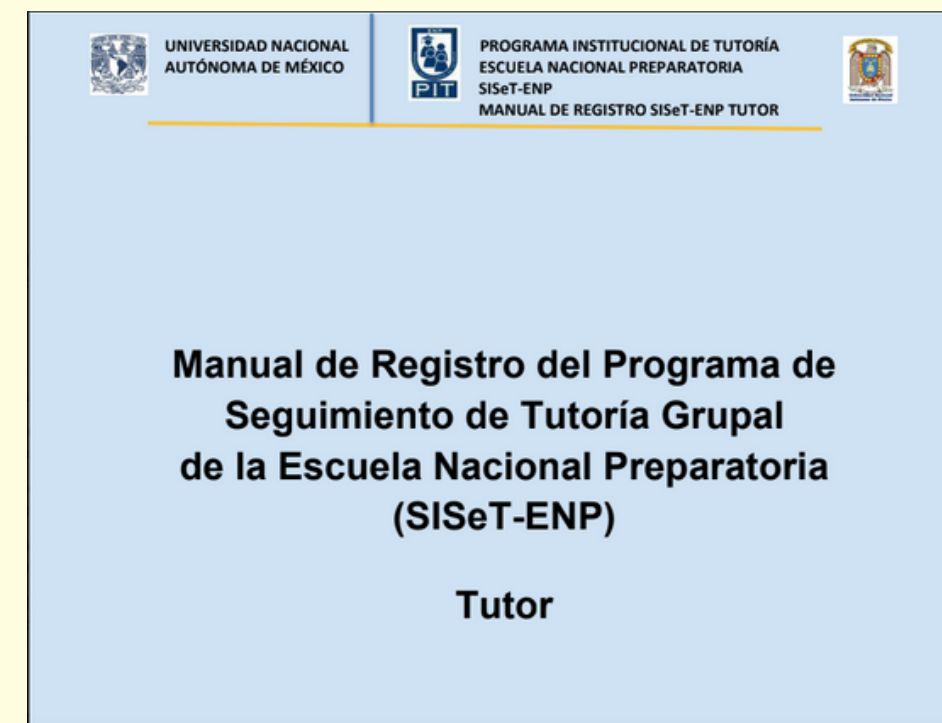 UNIVERSIDAD NACIONAL
AUTÓNOMA DE MÉXICO
PIT
PROGRAMA INSTITUCIONAL DE TUTORÍA
ESCUELA NACIONAL PREPARATORIA
SISeT-ENP
MANUAL DE REGISTRO SISeT-ENP TUTOR
Manual de Registro del Programa de
Seguimiento de Tutoría Grupal
de la Escuela Nacional Preparatoria
(SISeT-ENP)
Tutor